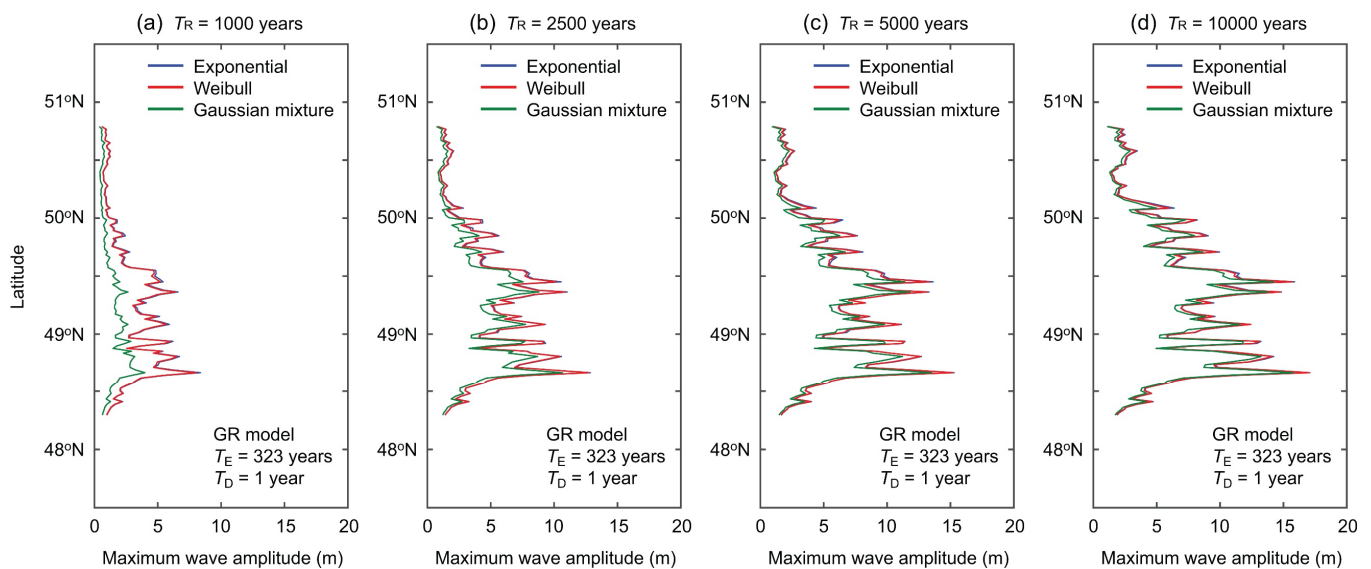 (a) TR = 1000 years
Exponential
Weibull
Gaussian mixture
GR model
TE = 323 years
TD = 1 year
51ºN
50ºN
49ºN
48ºN
Latitude
0 5 10 15 20
Maximum wave amplitude (m)
(b) TR = 2500 years
Exponential
Weibull
Gaussian mixture
GR model
TE = 323 years
TD = 1 year
51ºN
50ºN
49ºN
48ºN
0 5 10 15 20
Maximum wave amplitude (m)
(c) TR = 5000 years
Exponential
Weibull
Gaussian mixture
GR model
TE = 323 years
TD = 1 year
51ºN
50ºN
49ºN
48ºN
0 5 10 15 20
Maximum wave amplitude (m)
(d) TR = 10000 years
Exponential
Weibull
Gaussian mixture
GR model
TE = 323 years
TD = 1 year
51ºN
50ºN
49ºN
48ºN
0 5 10 15 20
Maximum wave amplitude (m)